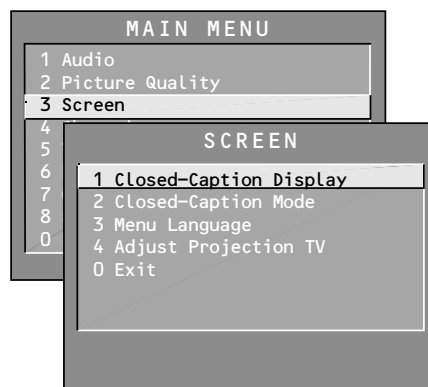 MAIN MENU
1 Audio
2 Picture Quality
3 Screen
4
5
6
7
8
0
SCREEN
1 Closed-Caption Display
2 Closed-Caption Mode
3 Menu Language
4 Adjust Projection TV
0 Exit